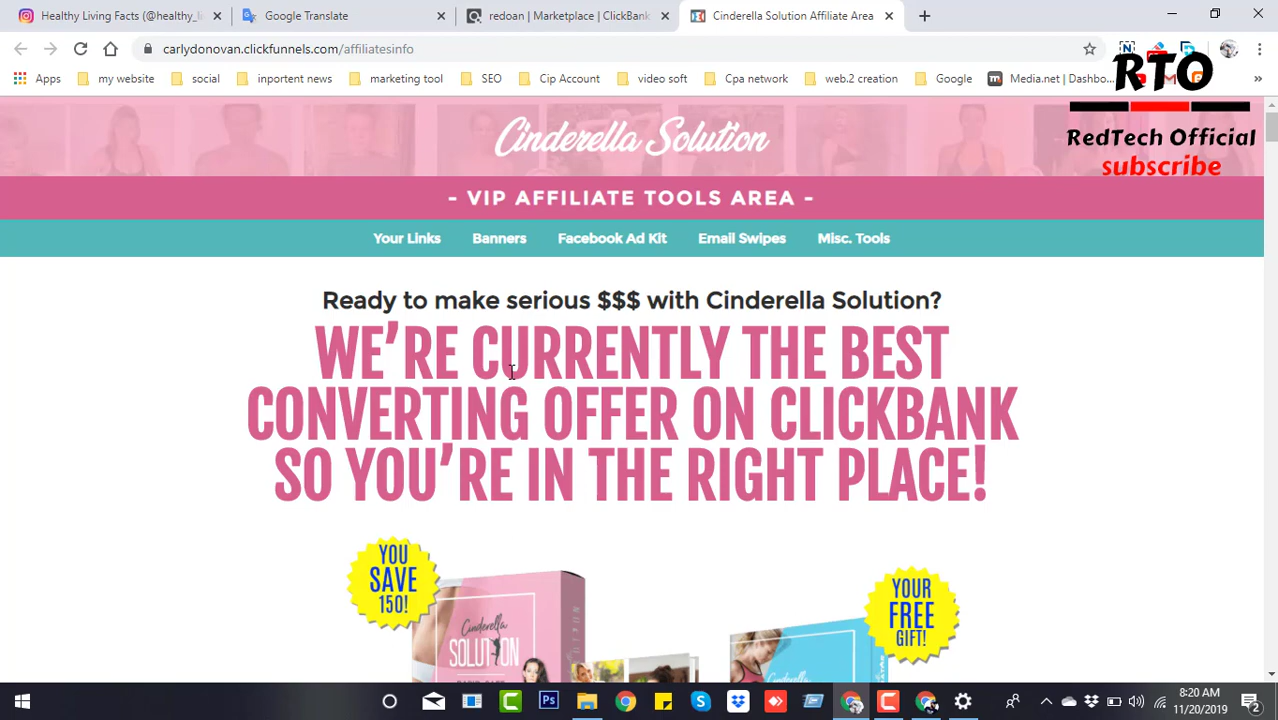 Healthy Living Facts (@healthy_l
Google Translate
redoan | Marketplace | ClickBank
Cinderella Solution Affiliate Area
carlydonovan.clickfunnels.com/affiliatesinfo
Apps
my website
social
inportent news
marketing tool
SEO
Cip Account
video soft
Cpa network
web.2 creation
Google
Media.net | Dashbo...
RTO
RedTech Official
subscribe
Cinderella Solution
- VIP AFFILIATE TOOLS AREA -
Your Links
Banners
Facebook Ad Kit
Email Swipes
Misc. Tools
Ready to make serious $$$ with Cinderella Solution?
WE'RE CURRENTLY THE BEST
CONVERTING OFFER ON CLICKBANK
SO YOU'RE IN THE RIGHT PLACE!
YOU
SAVE
150!
YOUR
FREE
GIFT!
Cinderella
SOLUTION
8:20 AM
11/20/2019